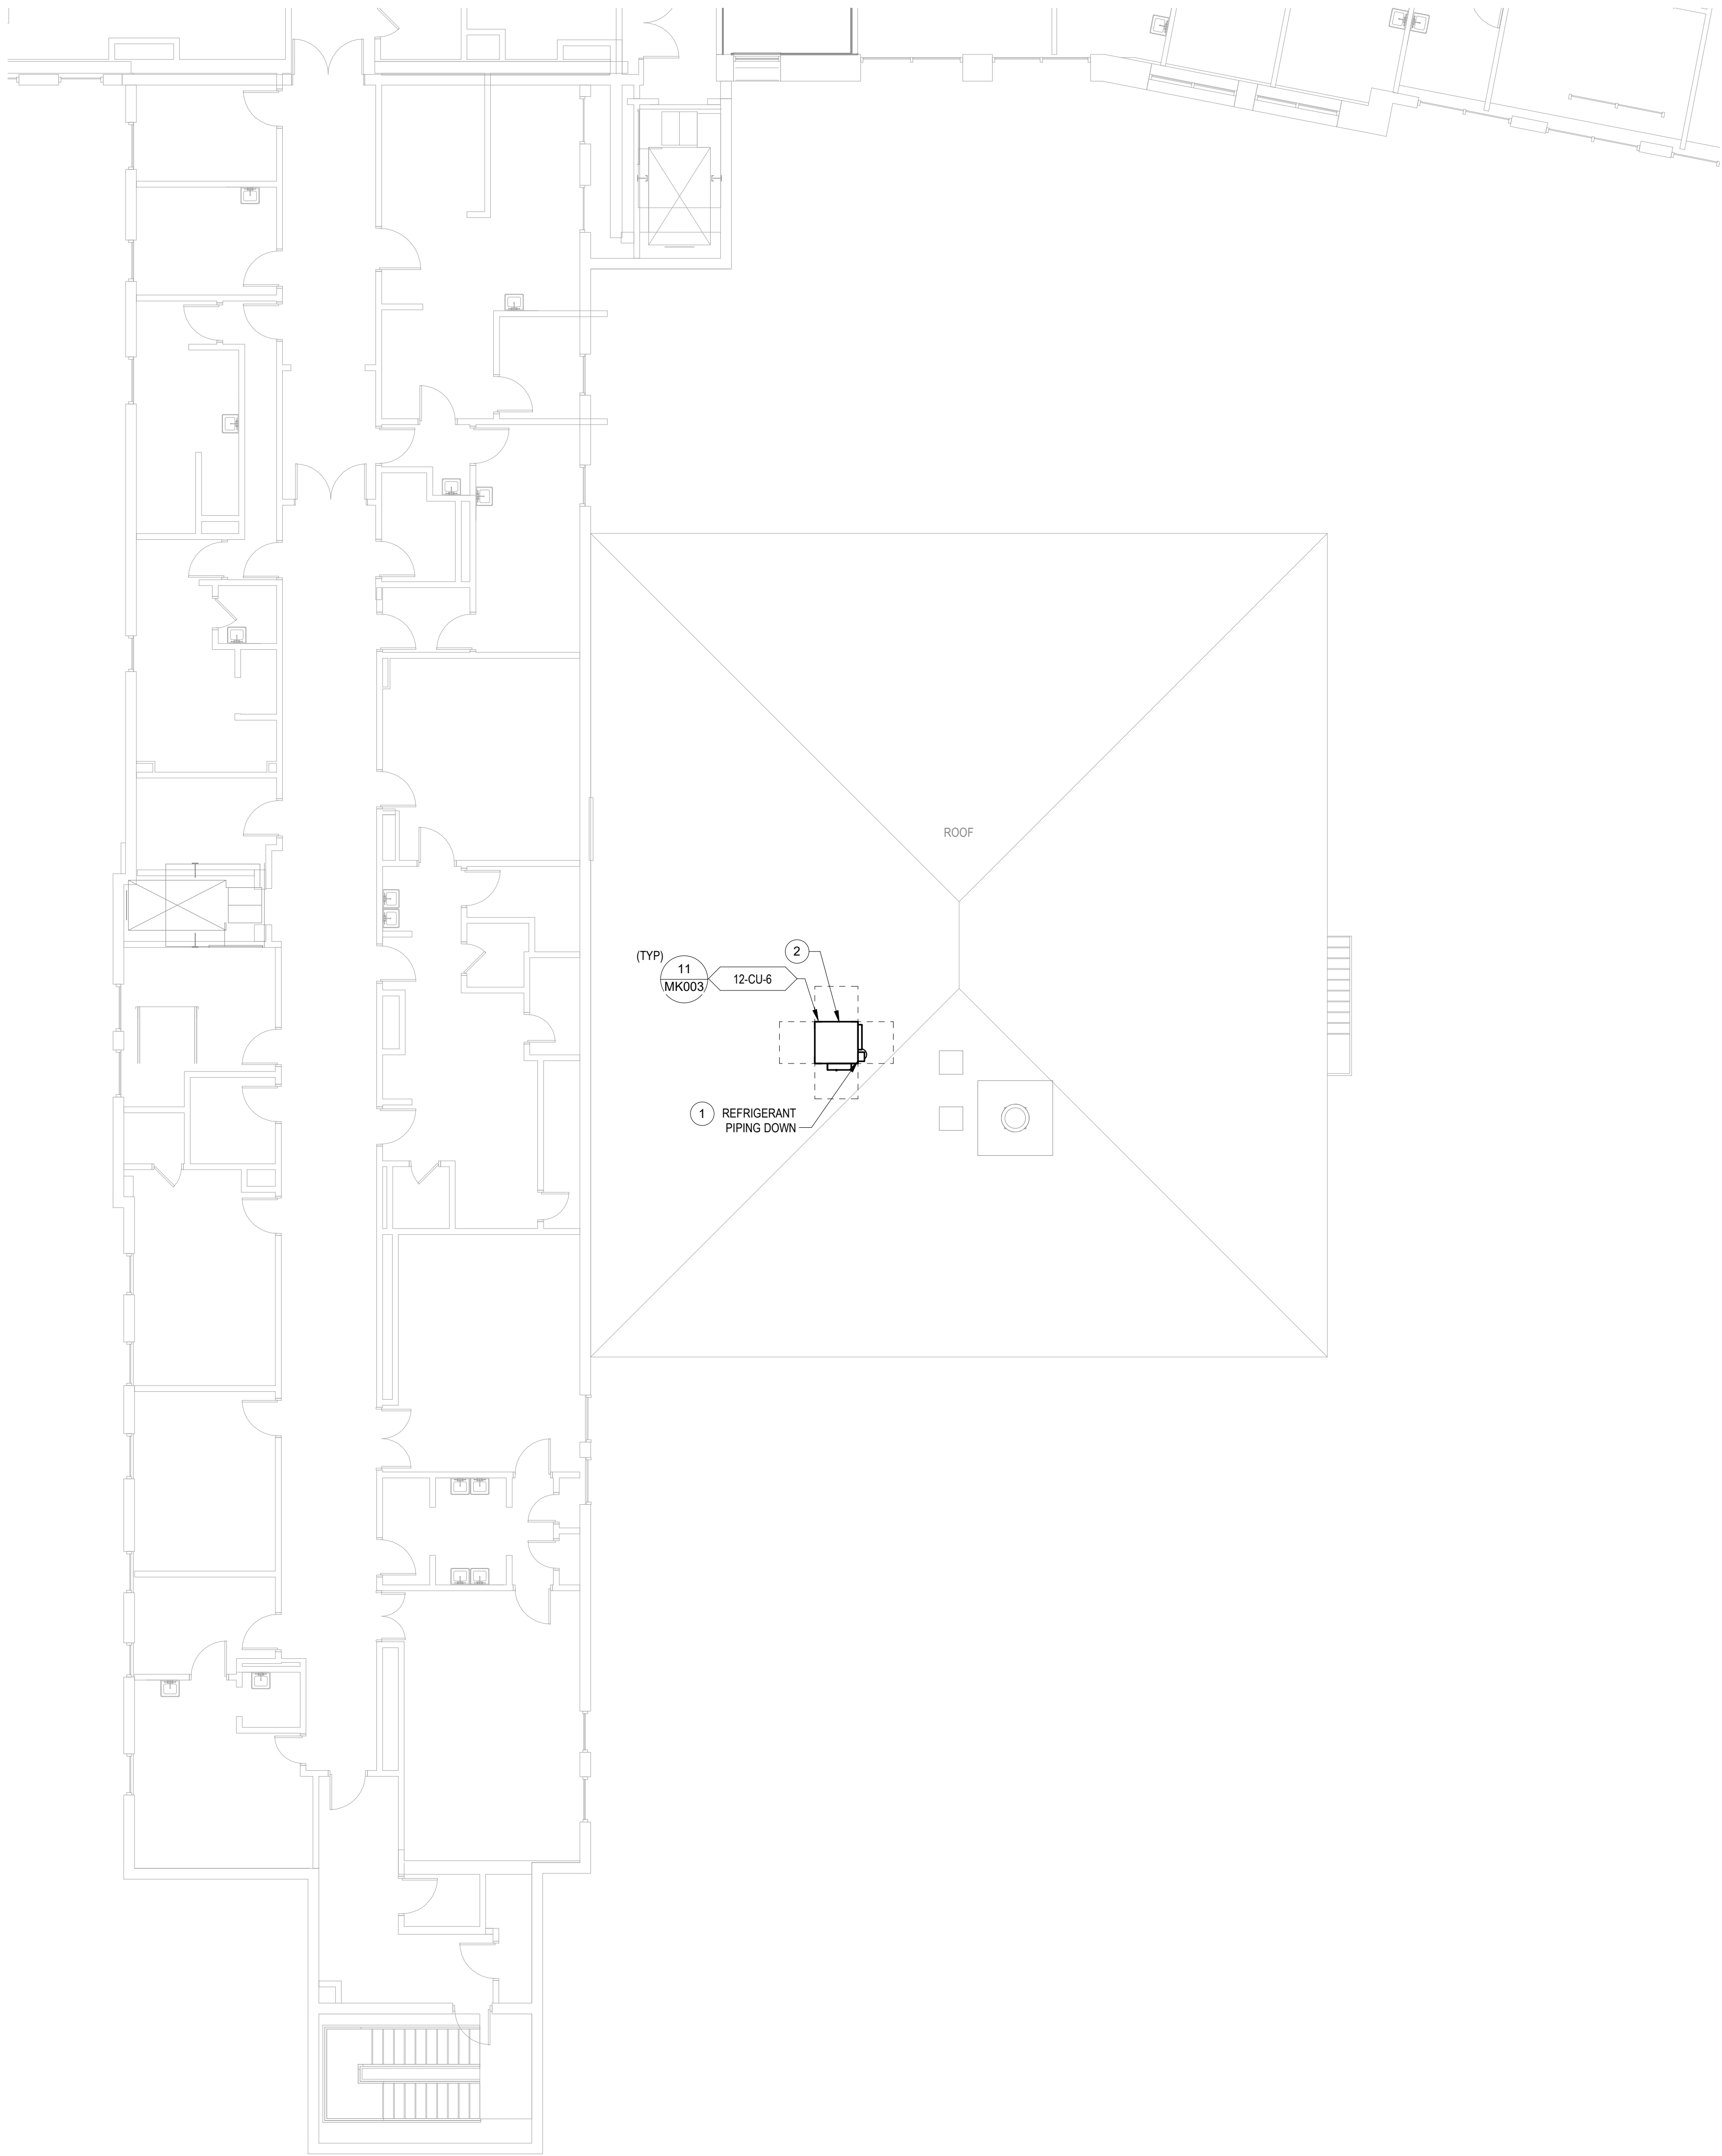 ROOF
(TYP)
11
MK003
12-CU-6
2
1
REFRIGERANT
PIPING DOWN